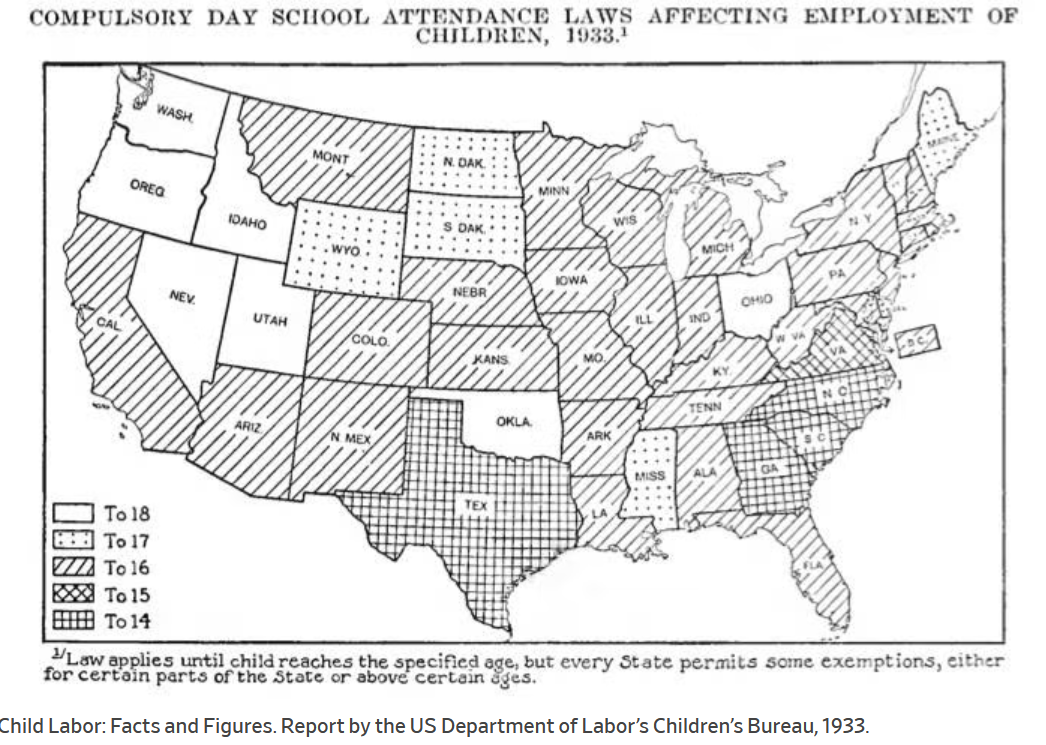 COMPULSORY DAY SCHOOL ATTENDANCE LAWS AFFECTING EMPLOYMENT OF
CHILDREN, 1933.¹
WASH.
MONT
N. DAK.
MINN
MAINE
OREG.
IDAHO
WYO.
S DAK.
WIS
MICH
N Y
NEV.
UTAH
COLO.
NEBR
IOWA
ILL
IND
OHIO
PA
CAL.
KANS.
MO.
KY.
W VA
VA
ARIZ.
N MEX
OKLA.
ARK
TENN
N C
S C
TEX
LA
MISS
ALA
GA
FLA.
To 18
To 17
To 16
To 15
To 14
1/Law applies until child reaches the specified age, but every State permits some exemptions, either
for certain parts of the State or above certain ages.
Child Labor: Facts and Figures. Report by the US Department of Labor's Children's Bureau, 1933.